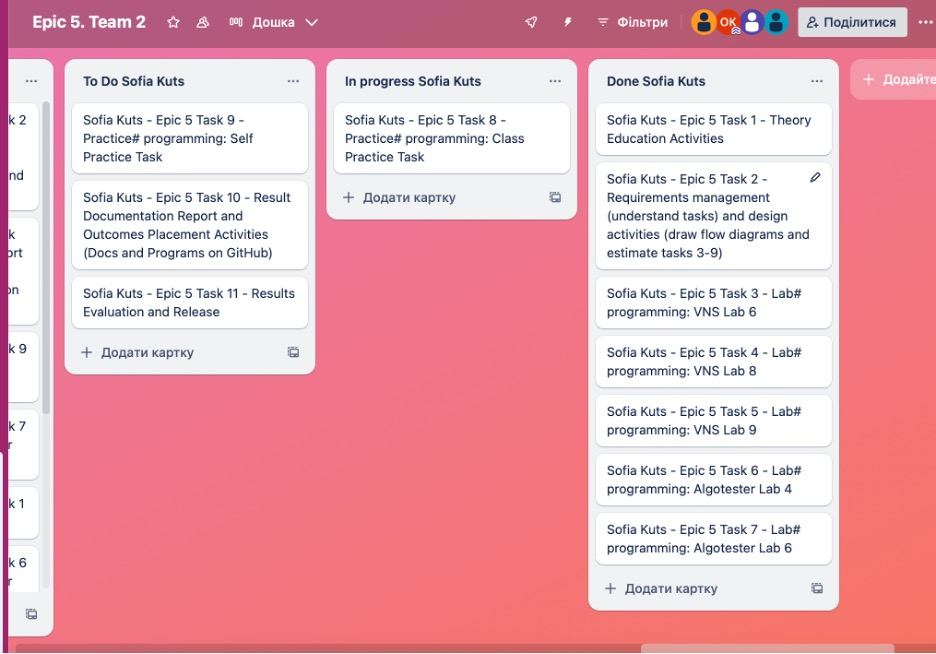 Epic 5. Team 2
Дошка
Фільтри
OK
Поділитися
k 2
nd
k
ort
on
k 9
k 7
r
k 1
k 6
r
To Do Sofia Kuts
Sofia Kuts - Epic 5 Task 9 -
Practice# programming: Self
Practice Task
Sofia Kuts - Epic 5 Task 10 - Result
Documentation Report and
Outcomes Placement Activities
(Docs and Programs on GitHub)
Sofia Kuts - Epic 5 Task 11 - Results
Evaluation and Release
Додати картку
In progress Sofia Kuts
Sofia Kuts - Epic 5 Task 8 -
Practice# programming: Class
Practice Task
Додати картку
Done Sofia Kuts
Sofia Kuts - Epic 5 Task 1 - Theory
Education Activities
Sofia Kuts - Epic 5 Task 2 -
Requirements management
(understand tasks) and design
activities (draw flow diagrams and
estimate tasks 3-9)
Sofia Kuts - Epic 5 Task 3 - Lab#
programming: VNS Lab 6
Sofia Kuts - Epic 5 Task 4 - Lab#
programming: VNS Lab 8
Sofia Kuts - Epic 5 Task 5 - Lab#
programming: VNS Lab 9
Sofia Kuts - Epic 5 Task 6 - Lab#
programming: Algotester Lab 4
Sofia Kuts - Epic 5 Task 7 - Lab#
programming: Algotester Lab 6
Додати картку
Додайте